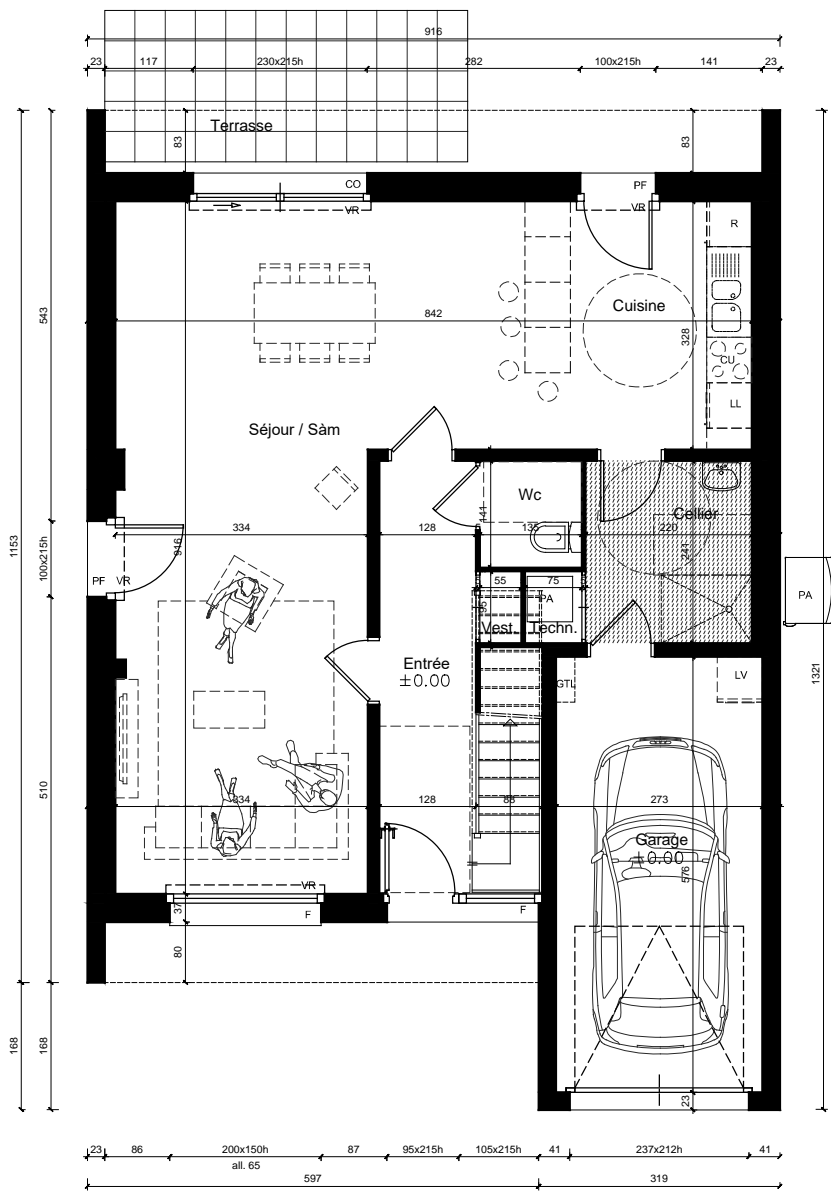 916
23 117 230x215h 282 100x215h 141 23
Terrasse
83
83
CO
VR
PF
VR
R
Cuisine
842
328
CU
LL
543
Séjour / Sàm
Wc
141
135
Cellier
220
241
334
128
916
100x215h
PF VR
1153
55
75
95
PA
Vest.
Techn.
PA
Entrée
±0.00
GTL
LV
1321
510
334
128
88
273
Garage
±0.00
576
VR
F
F
37
80
168
168
23
23 86 200x150h 87 95x215h 105x215h 41 237x212h 41
all. 65
597 319